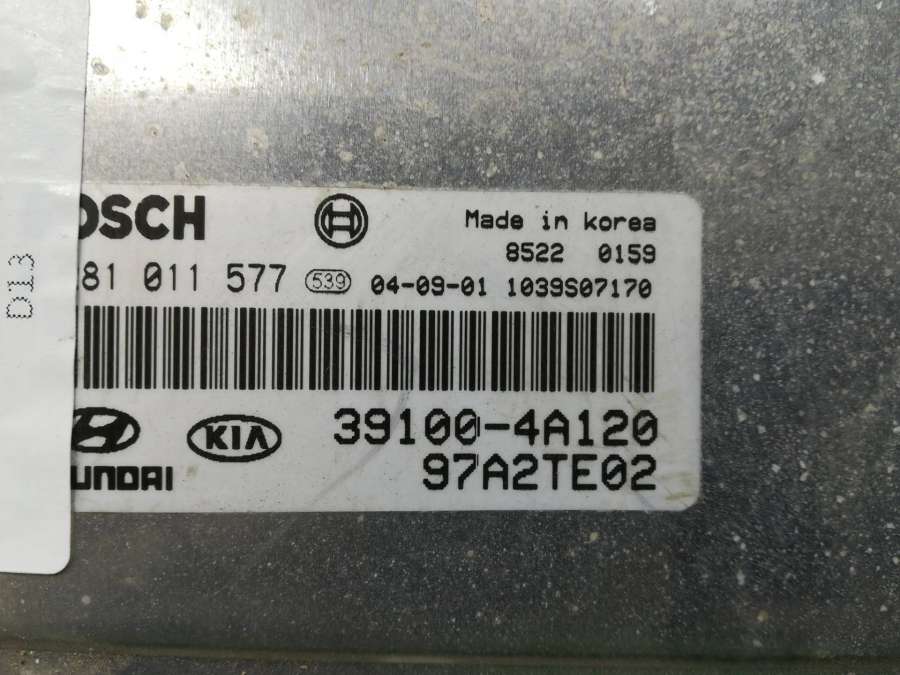 OSCH
Made in korea
8522 0159
81 011 577 539 04-09-01 1039S07170
KIA 39100-4A120
UNDAI 97A2TE02
D13